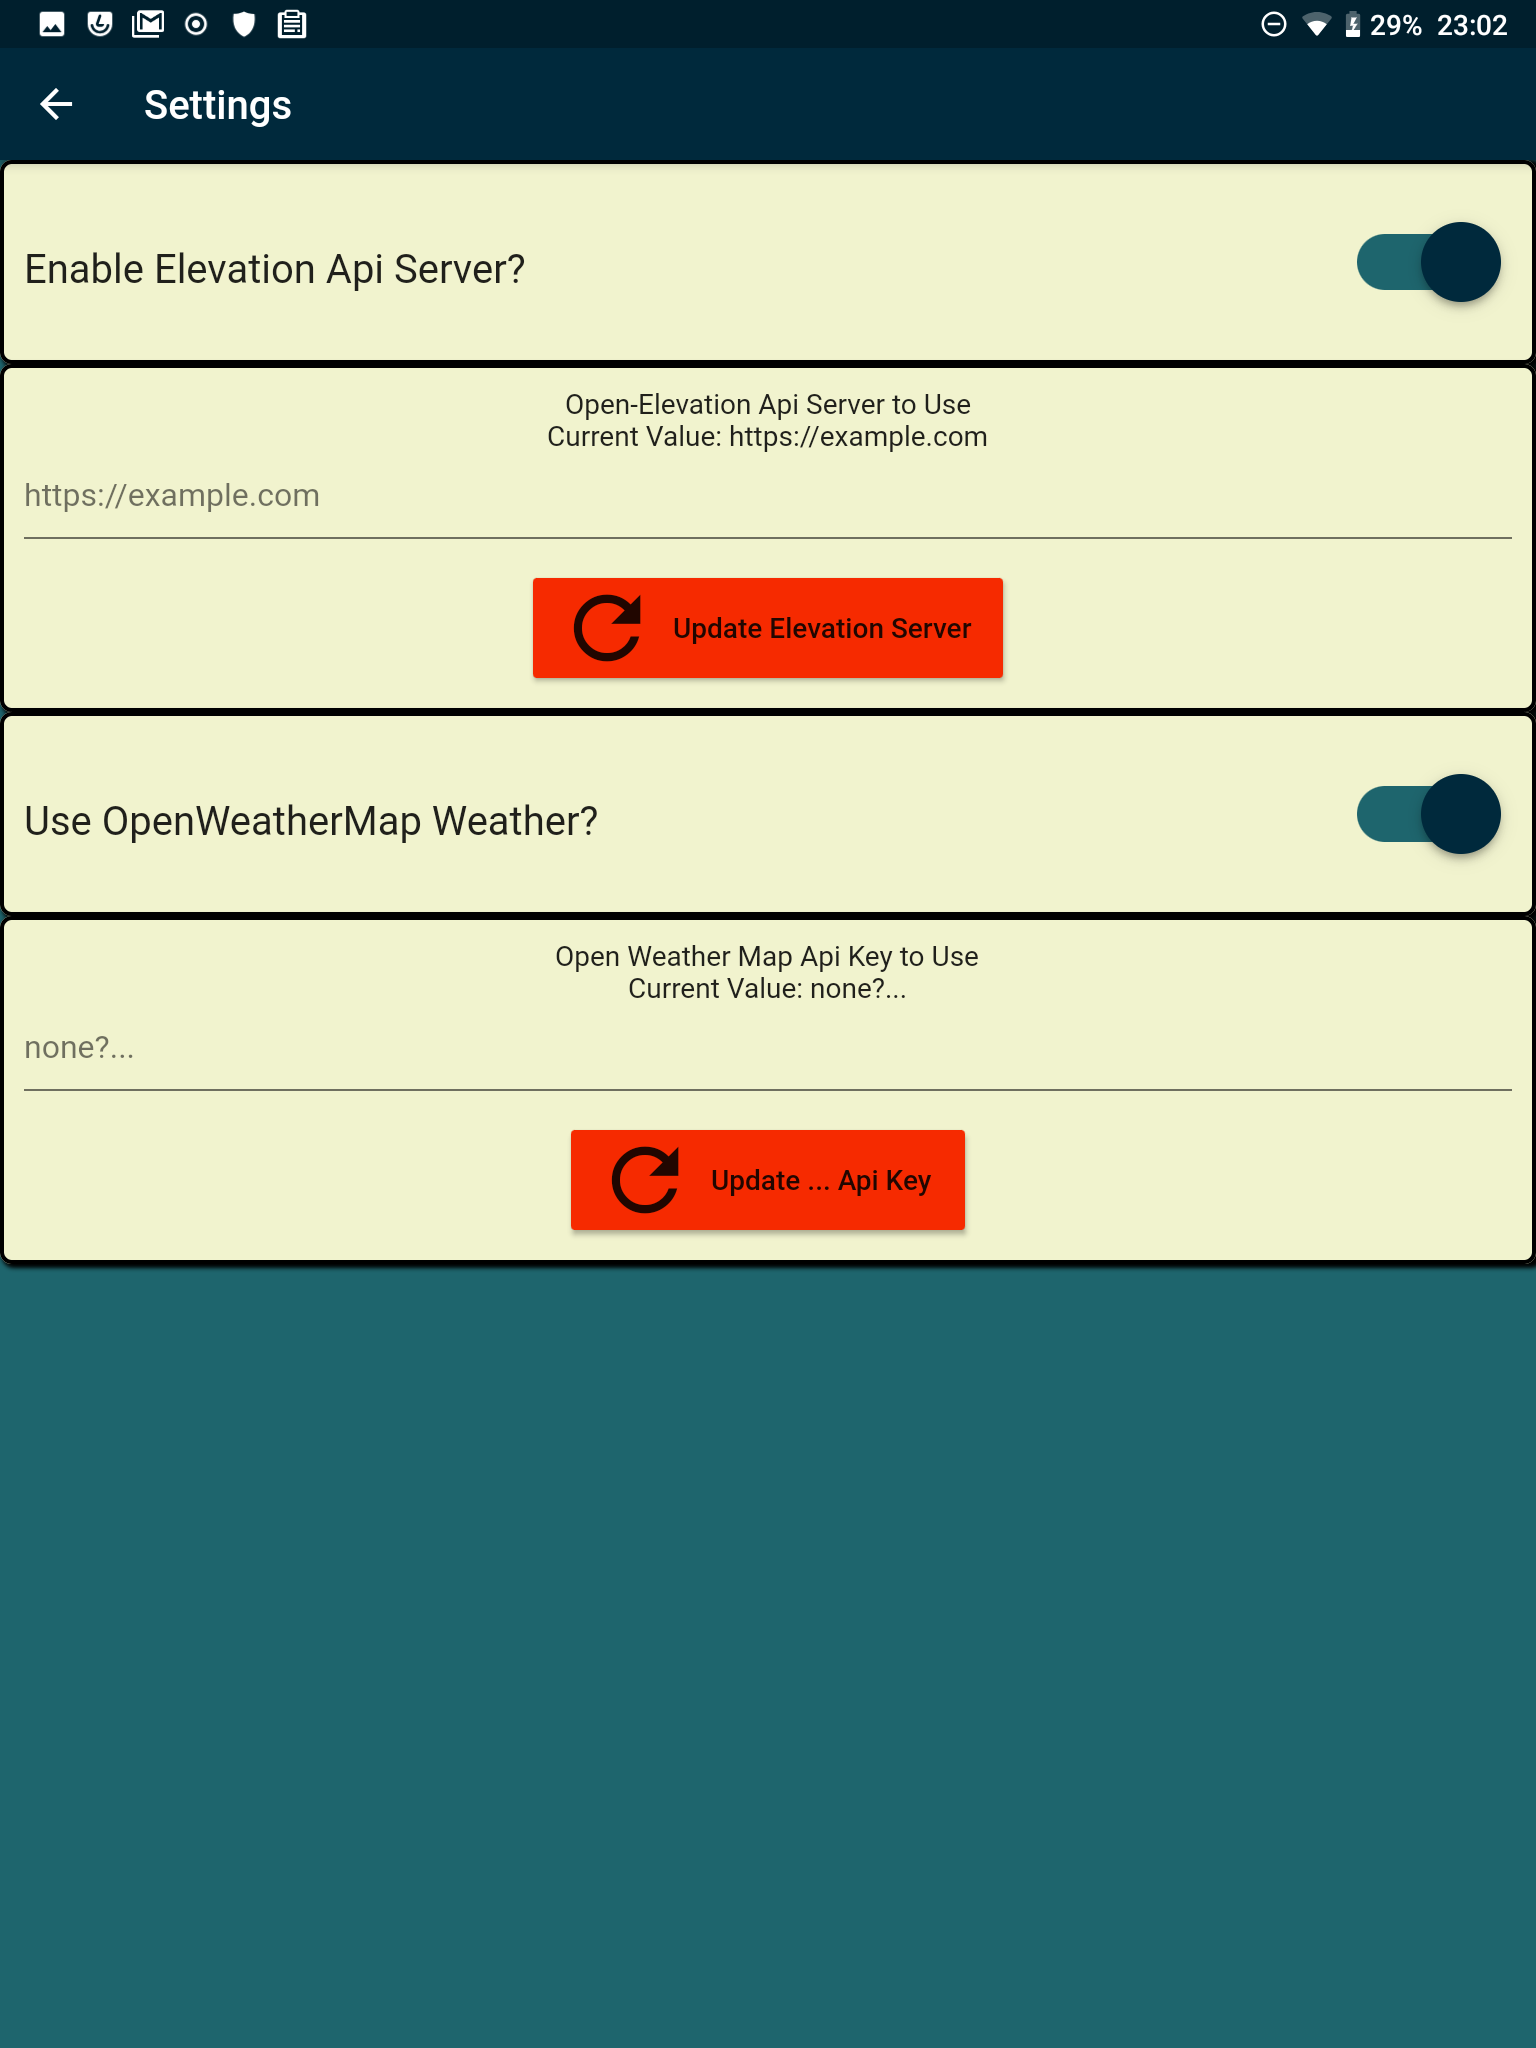 29% 23:02
Settings
Enable Elevation Api Server?
Open-Elevation Api Server to Use
Current Value: https://example.com
https://example.com
Update Elevation Server
Use OpenWeatherMap Weather?
Open Weather Map Api Key to Use
Current Value: none?...
none?...
Update ... Api Key